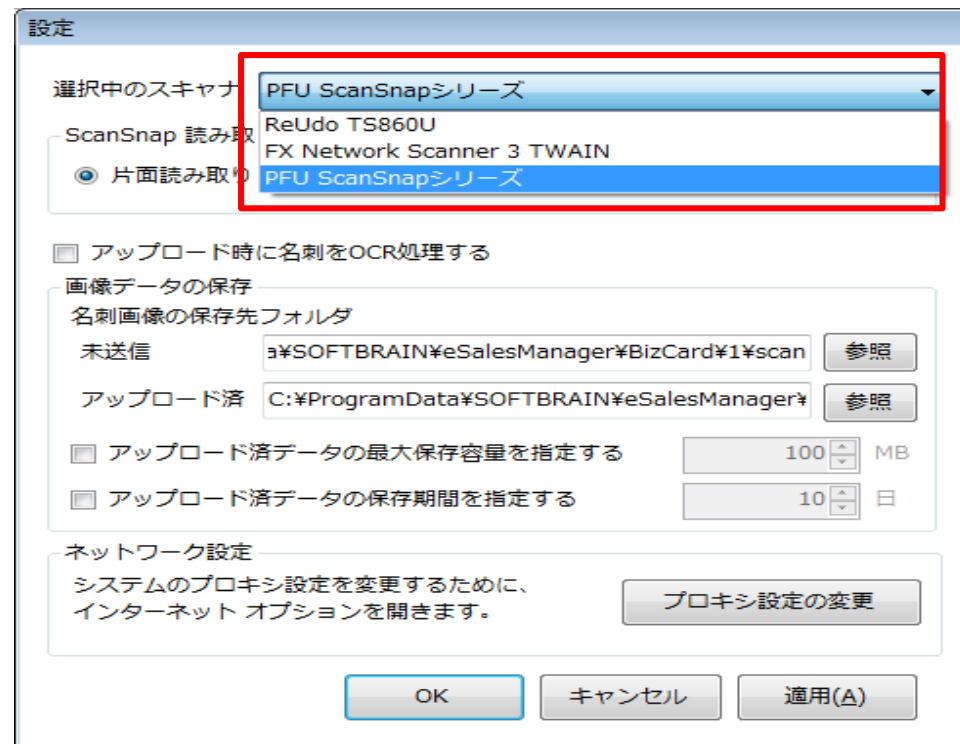 設定
選択中のスキャナ PFU ScanSnapシリーズ
ReUdo TS860U
ScanSnap 読み取
FX Network Scanner 3 TWAIN
片面読み取り PFU ScanSnapシリーズ
アップロード時に名刺をOCR処理する
画像データの保存
名刺画像の保存先フォルダ
未送信 a¥SOFTBRAIN¥eSalesManager¥BizCard¥1¥scan 参照
アップロード済 C:¥ProgramData¥SOFTBRAIN¥eSalesManager¥ 参照
アップロード済データの最大保存容量を指定する 100 MB
アップロード済データの保存期間を指定する 10 日
ネットワーク設定
システムのプロキシ設定を変更するために、
インターネット オプションを開きます。 プロキシ設定の変更
OK キャンセル 適用(A)